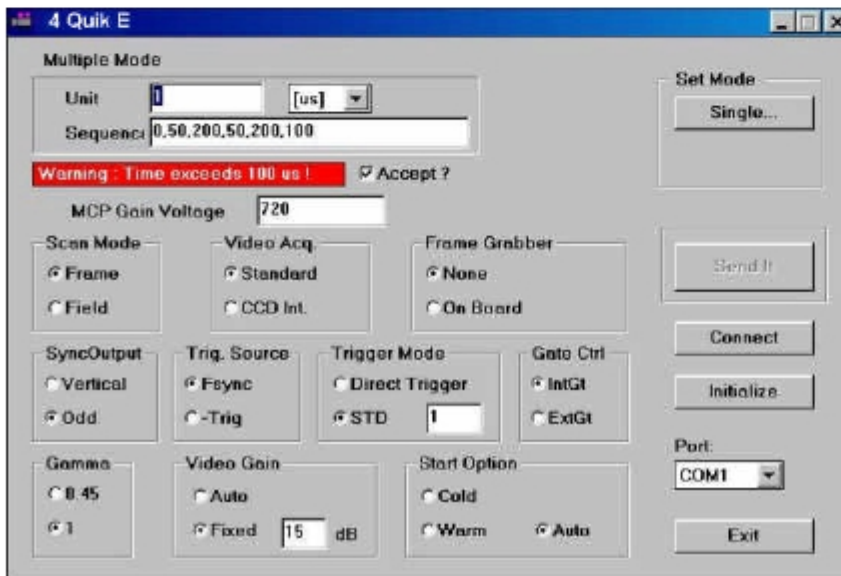 4 Quik E
Multiple Mode
Unit 1 [us]
Sequence 0,50,200,50,200,100
Warning : Time exceeds 100 us ! Accept ?
MCP Gain Voltage 720
Set Mode
Single...
Scan Mode
Frame
Field
Video Acq.
Standard
CCD Int.
Frame Grabber
None
On Board
Send It
Connect
Initialize
SyncOutput
Vertical
Odd
Trig. Source
Fsync
-Trig
Trigger Mode
Direct Trigger
STD 1
Gate Ctrl
IntGt
ExtGt
Gamma
0.45
1
Video Gain
Auto
Fixed 15 dB
Start Option
Cold
Warm Auto
Port:
COM1
Exit